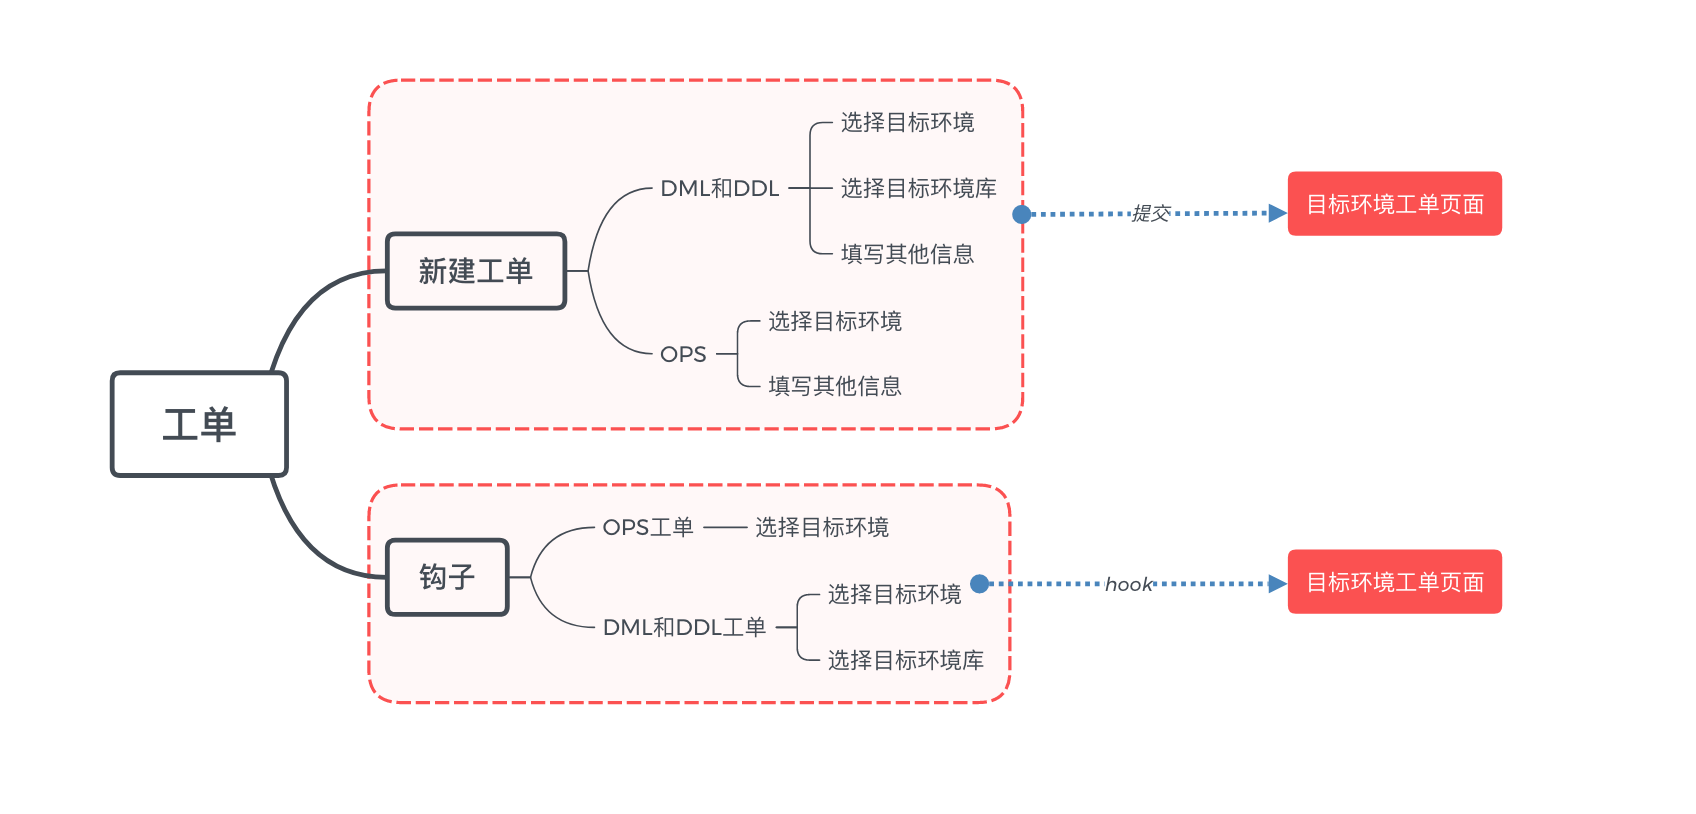 工单
新建工单
DML和DDL
选择目标环境
选择目标环境库
填写其他信息
OPS
选择目标环境
填写其他信息
提交
目标环境工单页面
钩子
OPS工单
选择目标环境
DML和DDL工单
选择目标环境
选择目标环境库
hook
目标环境工单页面